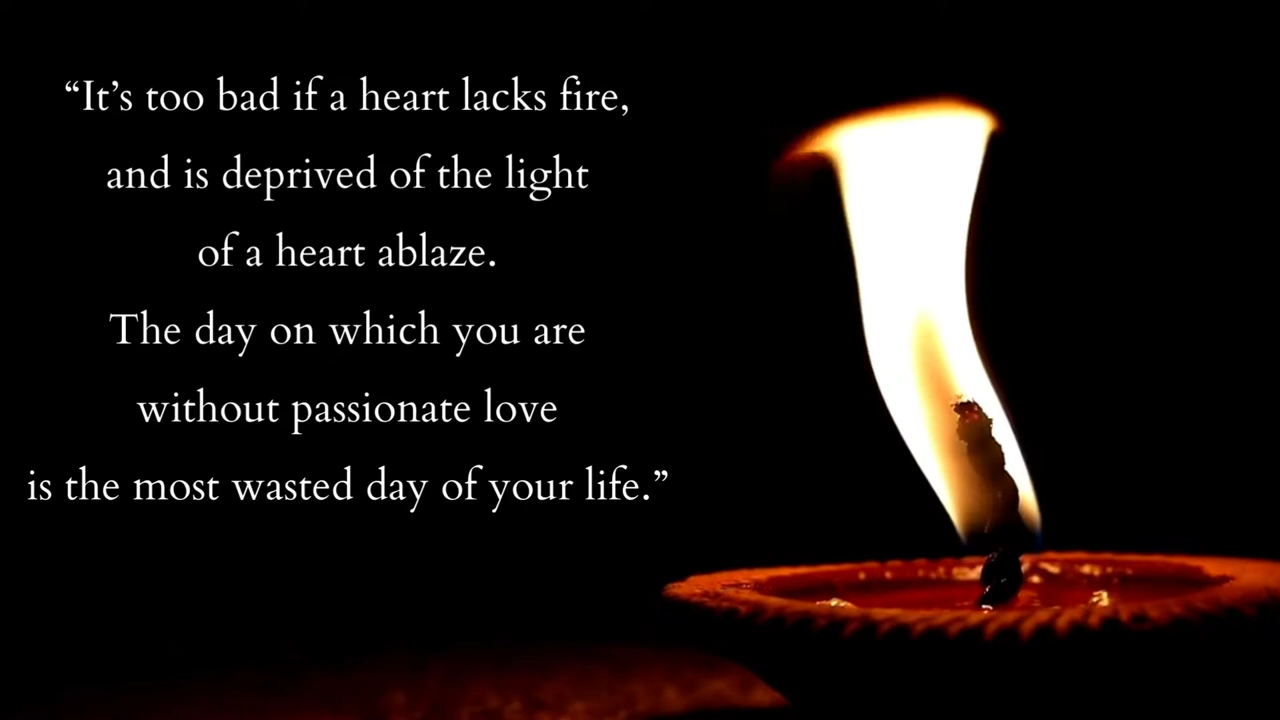 “It’s too bad if a heart lacks fire,
and is deprived of the light
of a heart ablaze.
The day on which you are
without passionate love
is the most wasted day of your life.”